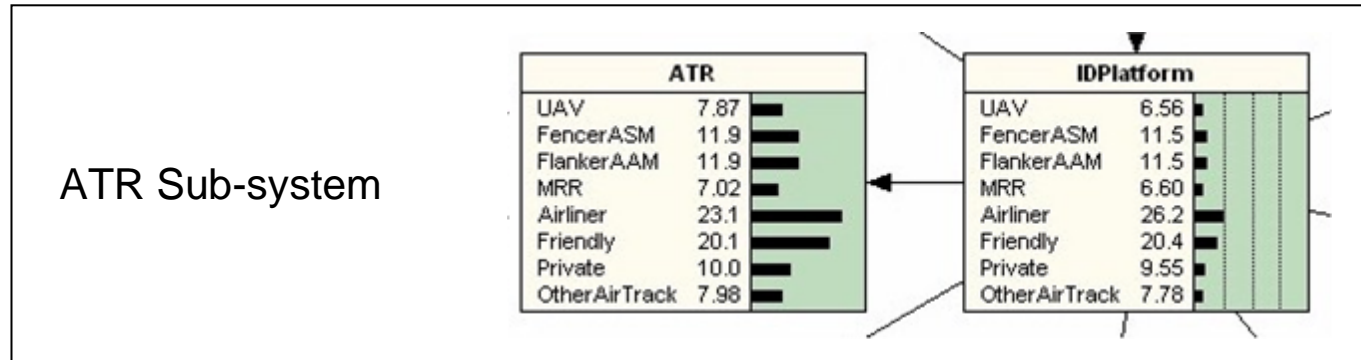 ATR Sub-system
ATR
UAV 7.87
FencerASM 11.9
FlankerAAM 11.9
MRR 7.02
Airliner 23.1
Friendly 20.1
Private 10.0
OtherAirTrack 7.98
IDPlatform
UAV 6.56
FencerASM 11.5
FlankerAAM 11.5
MRR 6.60
Airliner 26.2
Friendly 20.4
Private 9.55
OtherAirTrack 7.78